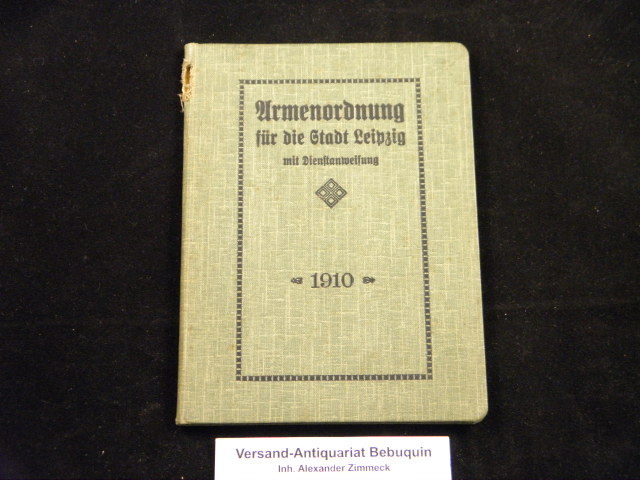 Armenordnung
für die Stadt Leipzig
mit Dienstanweisung
1910
Versand-Antiquariat Bebuquin
Inh. Alexander Zimmeck